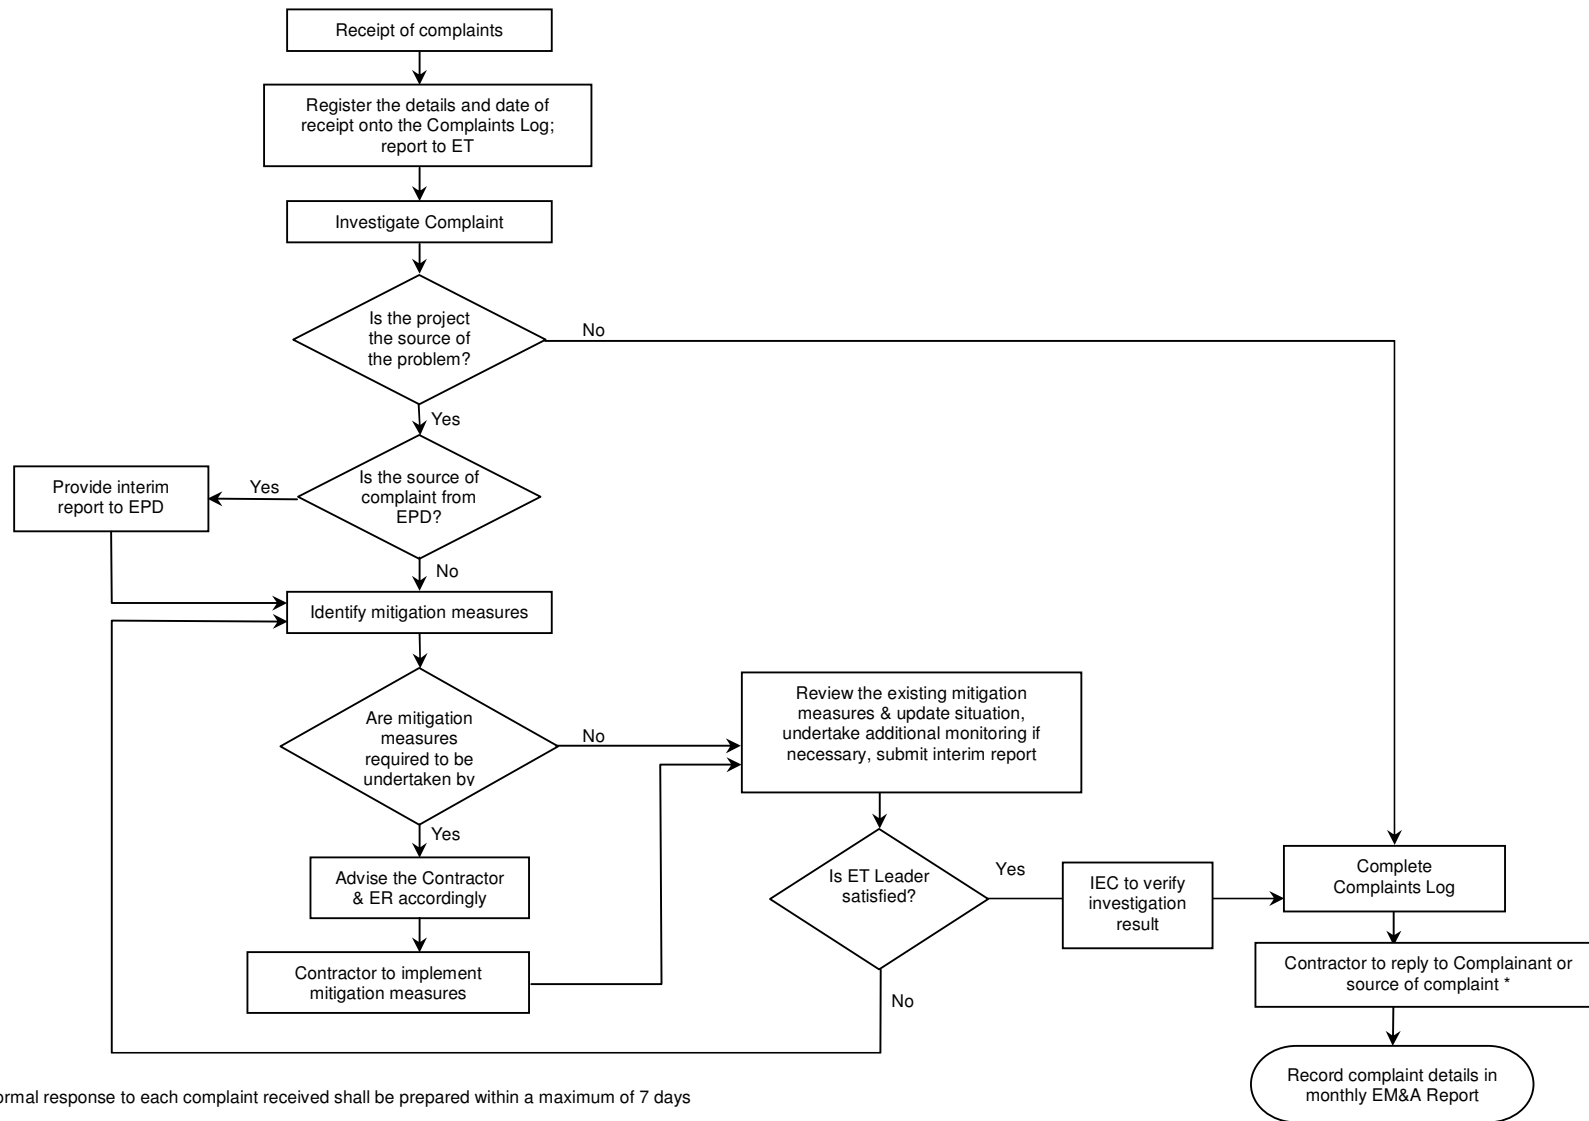 Receipt of complaints
Register the details and date of
receipt onto the Complaints Log;
report to ET
Investigate Complaint
Is the project
the source of
the problem?
No
Yes
Is the source of
complaint from
EPD?
Yes
Provide interim
report to EPD
No
Identify mitigation measures
Are mitigation
measures
required to be
undertaken by
No
Review the existing mitigation
measures & update situation,
undertake additional monitoring if
necessary, submit interim report
Yes
Advise the Contractor
& ER accordingly
Contractor to implement
mitigation measures
Is ET Leader
satisfied?
Yes
IEC to verify
investigation
result
No
Complete
Complaints Log
Contractor to reply to Complainant or
source of complaint *
Record complaint details in
monthly EM&A Report
response to each complaint received shall be prepared within a maximum of 7 days